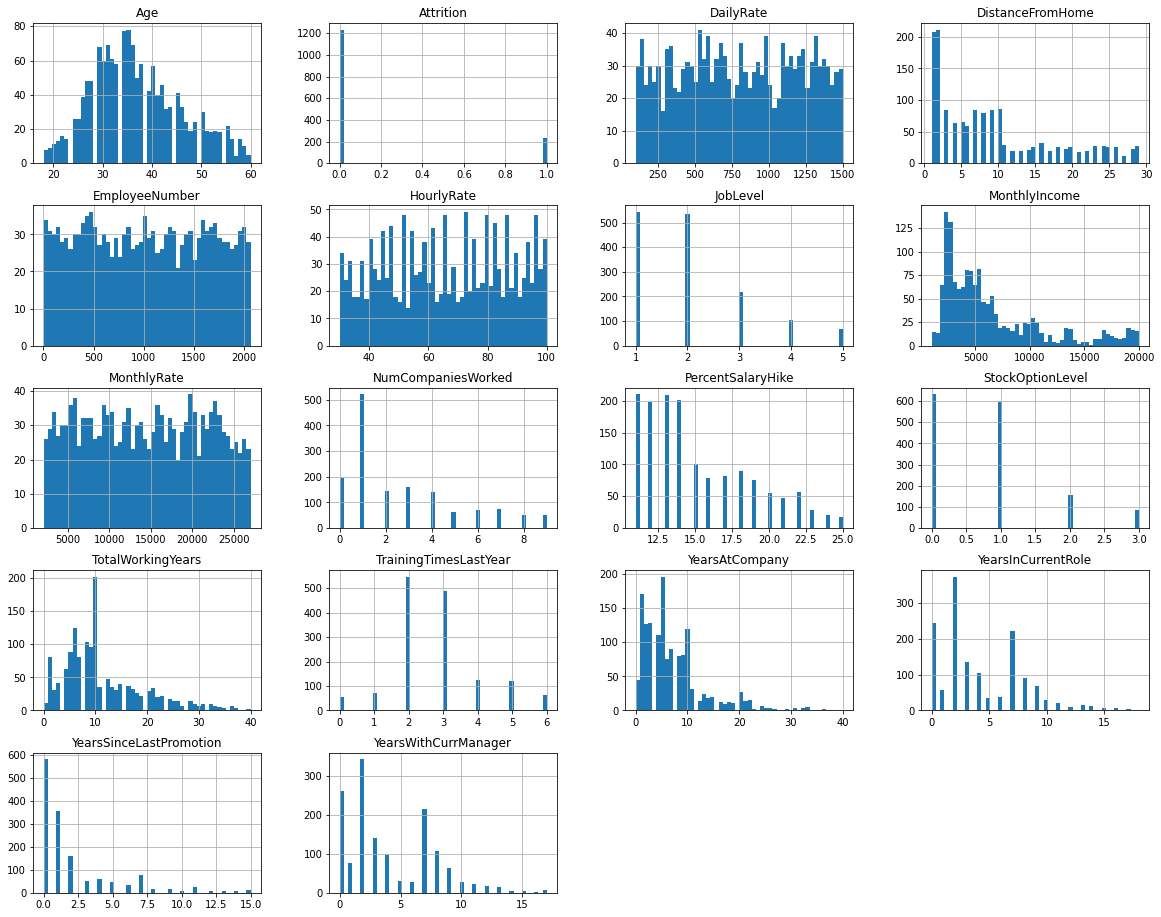 Age
80
60
40
20
0
20 30 40 50 60
Attrition
1200
1000
800
600
400
200
0
0.0 0.2 0.4 0.6 0.8 1.0
DailyRate
40
30
20
10
0
250 500 750 1000 1250 1500
DistanceFromHome
200
150
100
50
0
0 5 10 15 20 25 30
EmployeeNumber
30
20
10
0
0 500 1000 1500 2000
HourlyRate
50
40
30
20
10
0
40 60 80 100
JobLevel
500
400
300
200
100
0
1 2 3 4 5
MonthlyIncome
125
100
75
50
25
0
5000 10000 15000 20000
MonthlyRate
40
30
20
10
0
5000 10000 15000 20000 25000
NumCompaniesWorked
500
400
300
200
100
0
0 2 4 6 8
PercentSalaryHike
200
150
100
50
0
12.5 15.0 17.5 20.0 22.5 25.0
StockOptionLevel
600
500
400
300
200
100
0
0.0 0.5 1.0 1.5 2.0 2.5 3.0
TotalWorkingYears
200
150
100
50
0
0 10 20 30 40
TrainingTimesLastYear
500
400
300
200
100
0
0 1 2 3 4 5 6
YearsAtCompany
200
150
100
50
0
0 10 20 30 40
YearsInCurrentRole
300
200
100
0
0 5 10 15
YearsSinceLastPromotion
600
500
400
300
200
100
0
0.0 2.5 5.0 7.5 10.0 12.5 15.0
YearsWithCurrManager
300
200
100
0
0 5 10 15